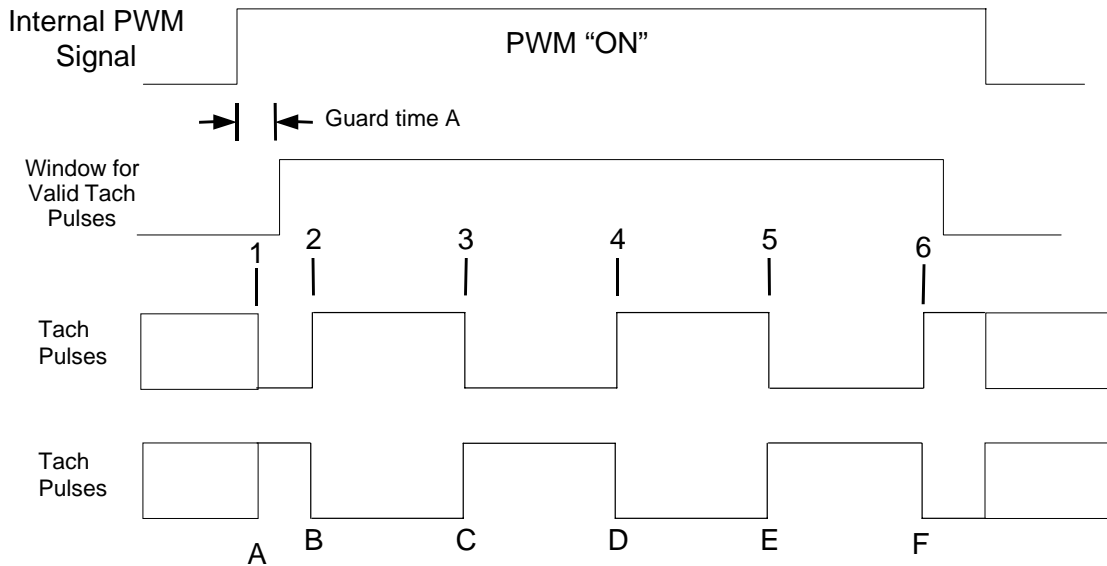 Internal PWM
Signal
PWM “ON”
Guard time A
Window for
Valid Tach
Pulses
1
2
3
4
5
6
Tach
Pulses
Tach
Pulses
A
B
C
D
E
F